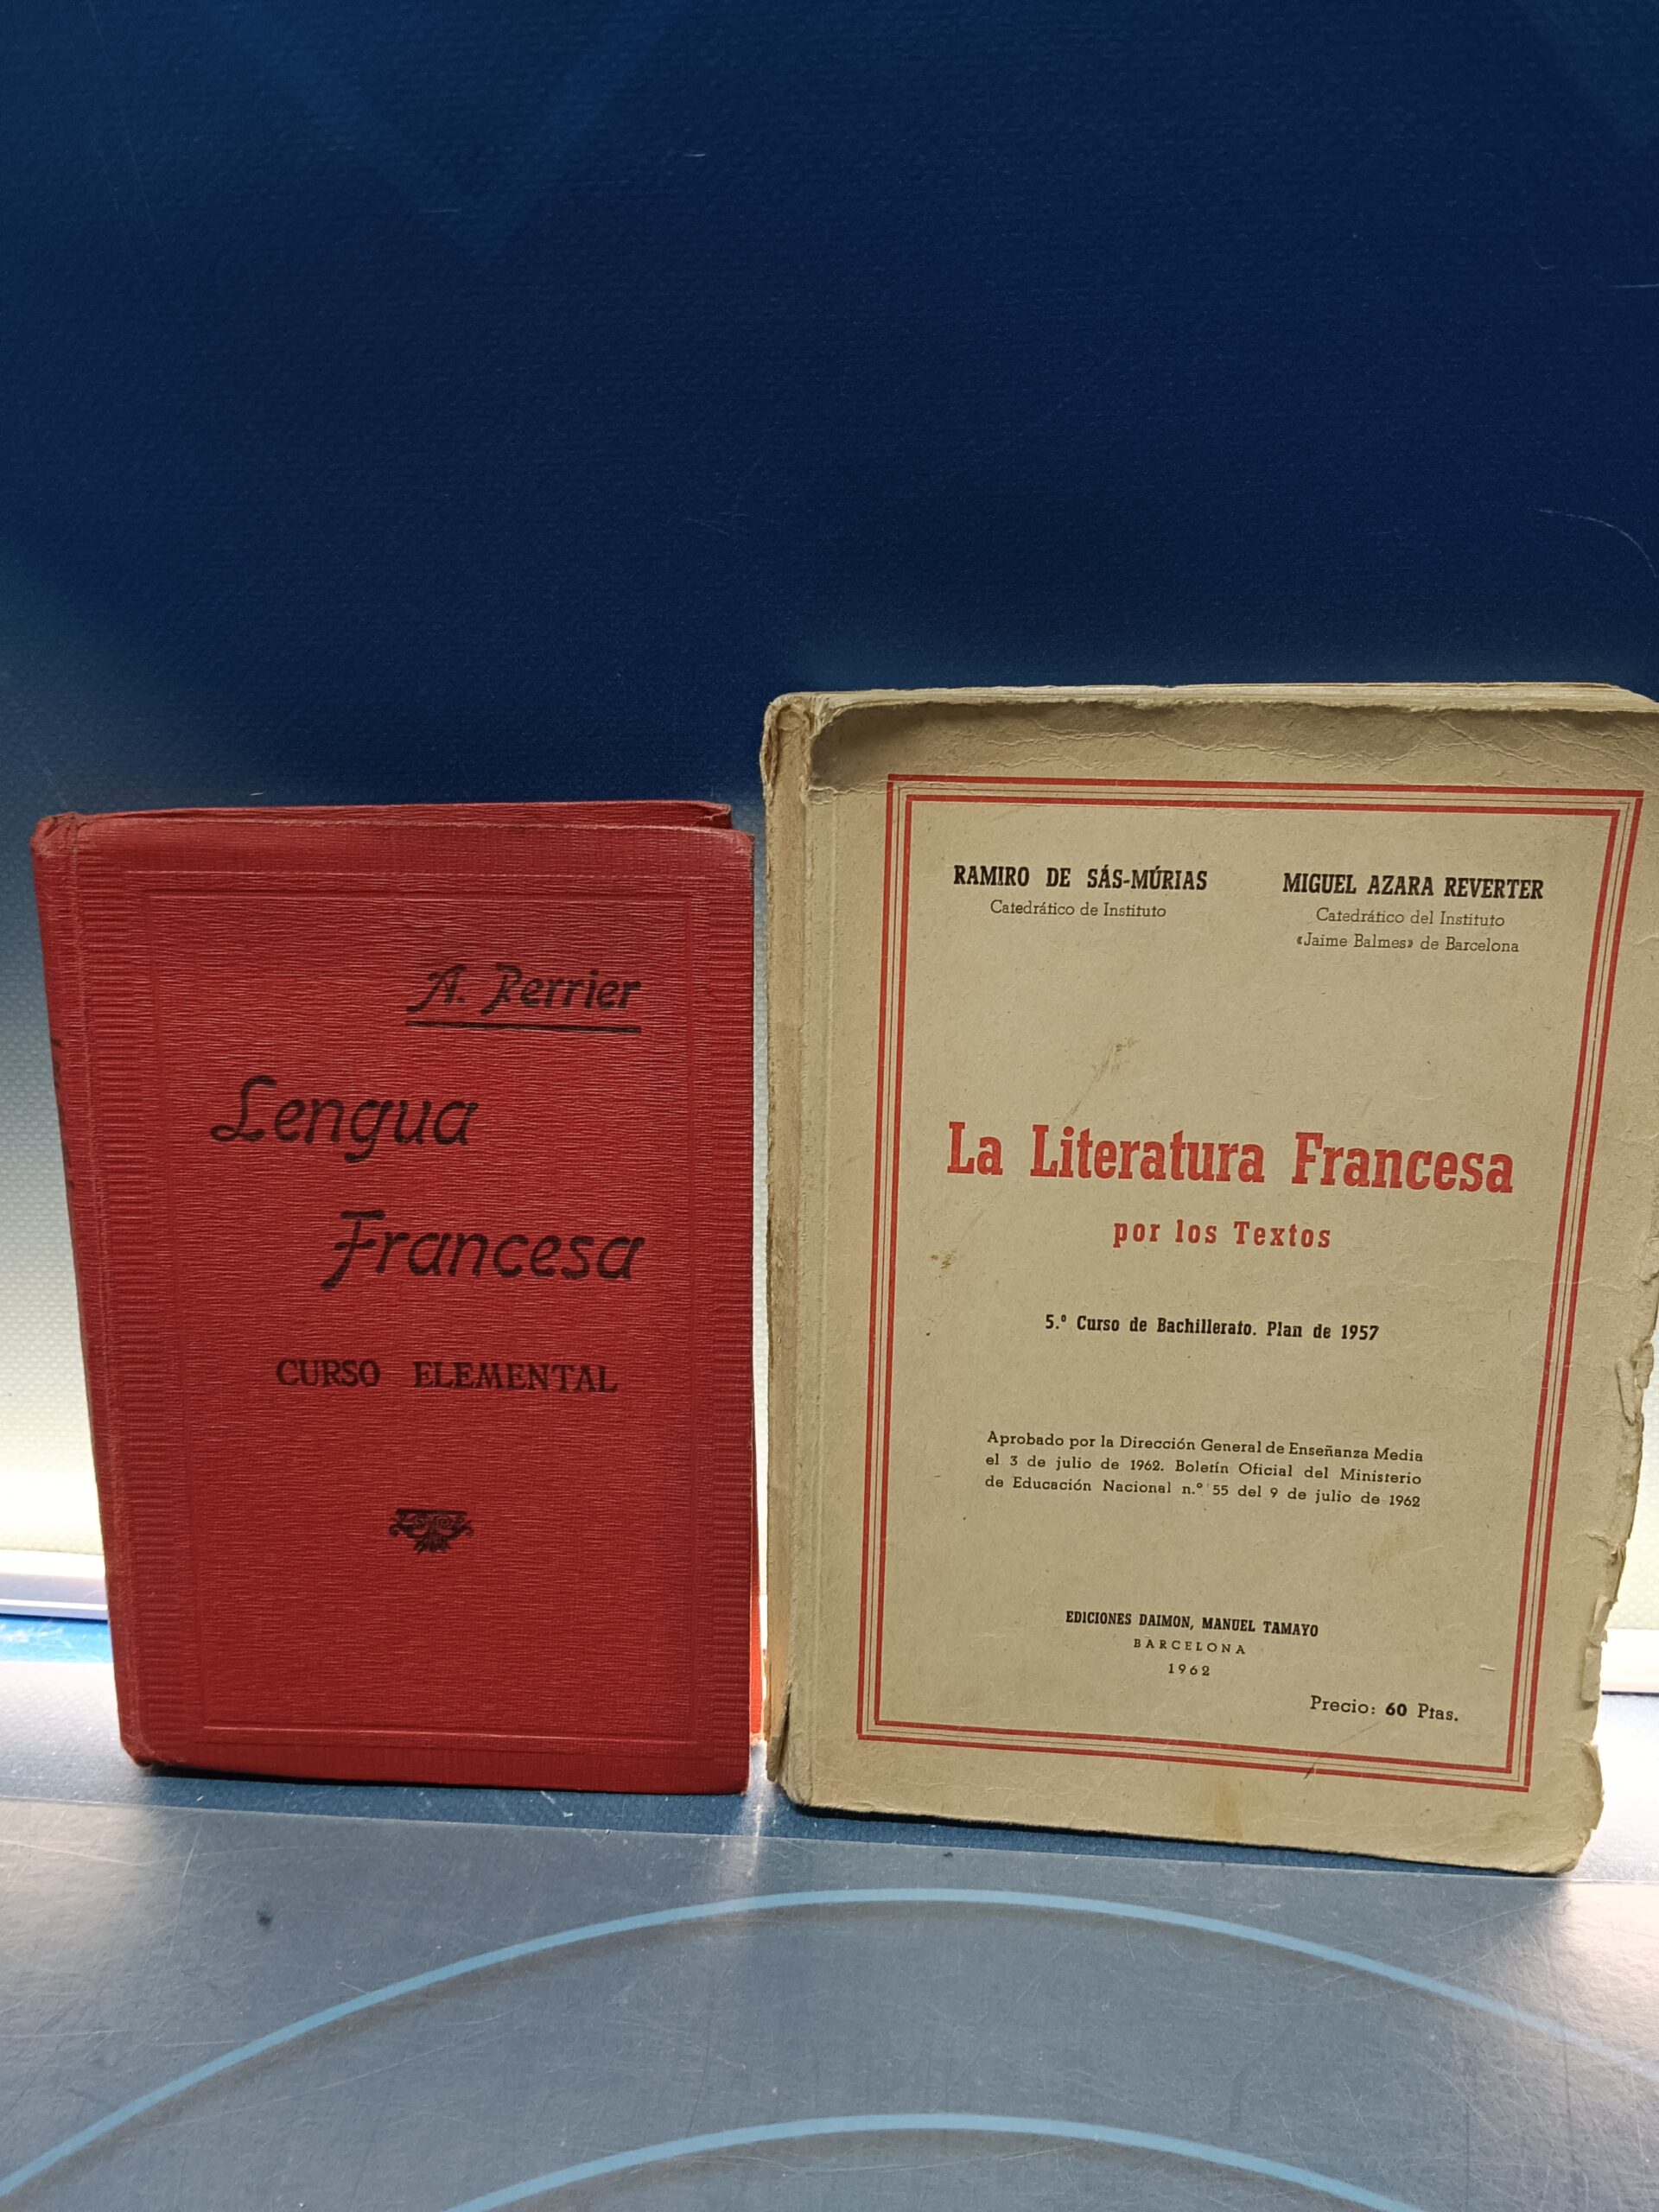 A. Perrier
Lengua
Francesa
CURSO ELEMENTAL
RAMIRO DE SÁS-MÚRIAS
Catedrático de Instituto
MIGUEL AZARA REVERTER
Catedrático del Instituto
«Jaime Balmes» de Barcelona
La Literatura Francesa
por los Textos
5.º Curso de Bachillerato. Plan de 1957
Aprobado por la Dirección General de Enseñanza Media
el 3 de julio de 1962. Boletín Oficial del Ministerio
de Educación Nacional n.º 55 del 9 de julio de 1962
EDICIONES DAIMON, MANUEL TAMAYO
BARCELONA
1962
Precio: 60 Ptas.